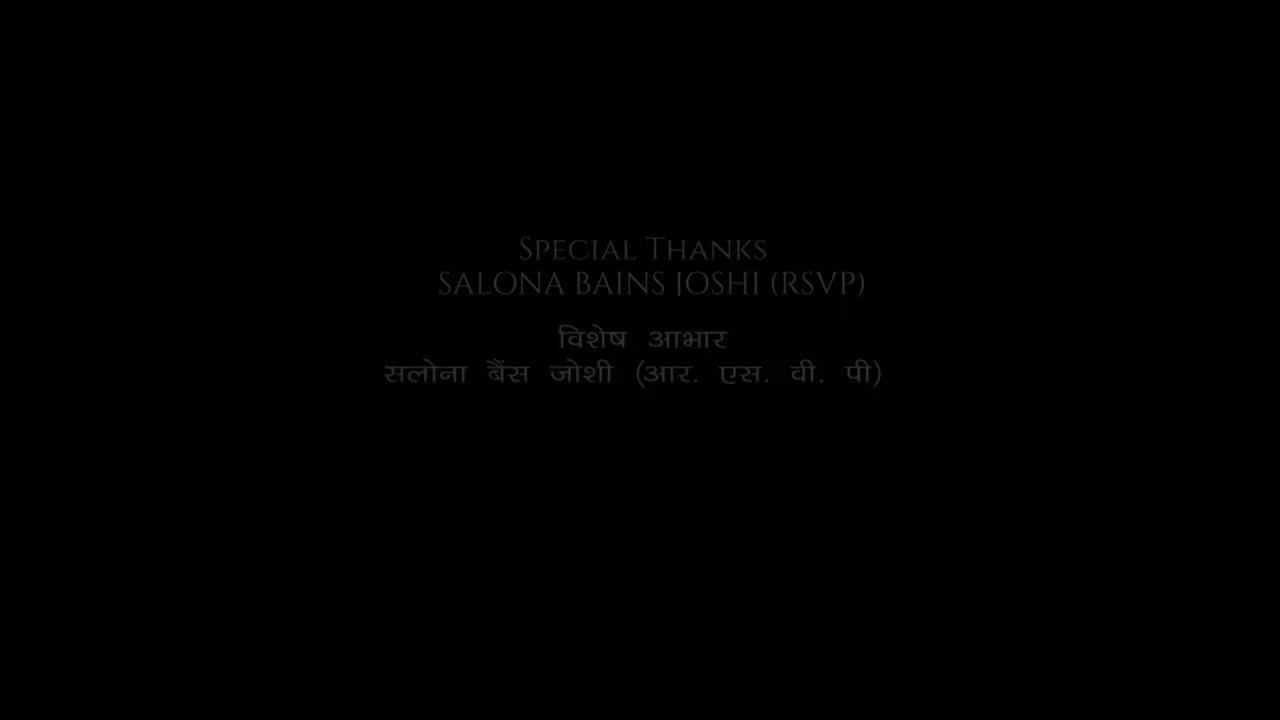 Special Thanks
SALONA BAINS JOSHI (RSVP)
विशेष आभार
सलोना बैंस जोशी (आर. एस. वी. पी)